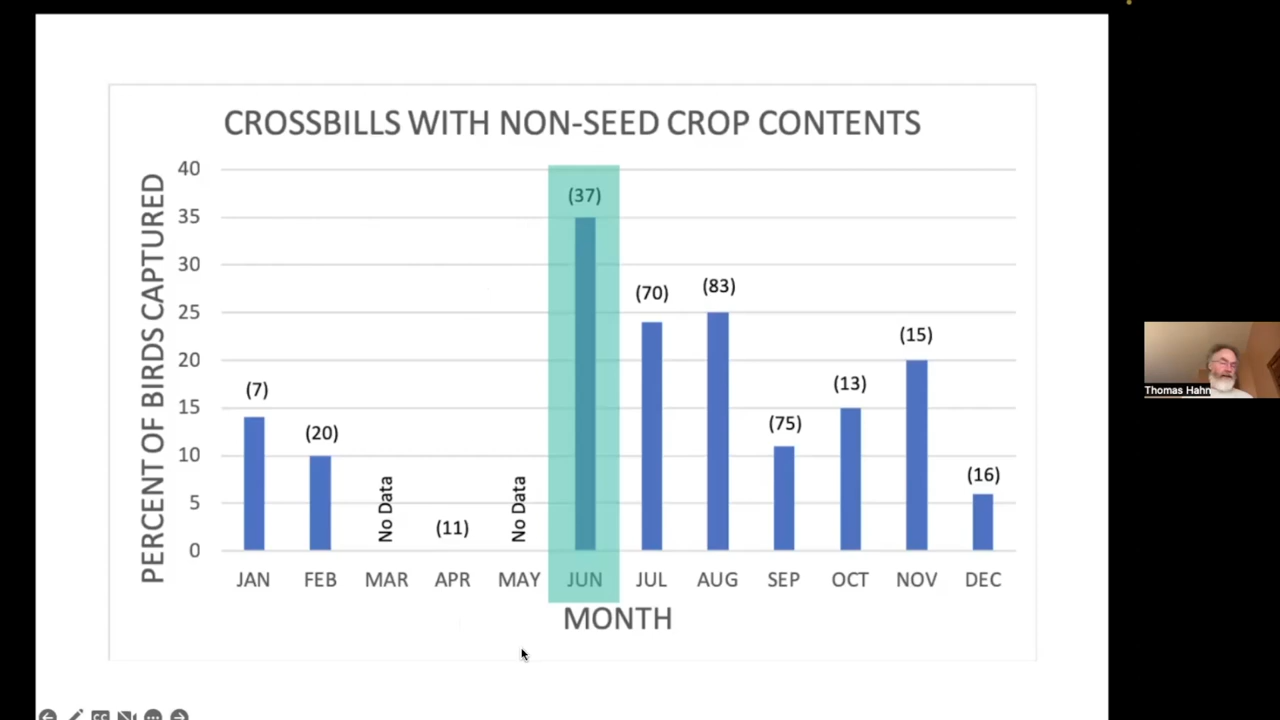 CROSSBILLS WITH NON-SEED CROP CONTENTS
PERCENT OF BIRDS CAPTURED
40
35
30
25
20
15
10
5
0
(7)
(20)
No Data
(11)
No Data
(37)
(70)
(83)
(75)
(13)
(15)
(16)
JAN FEB MAR APR MAY JUN JUL AUG SEP OCT NOV DEC
MONTH
Thomas Hahn
CC